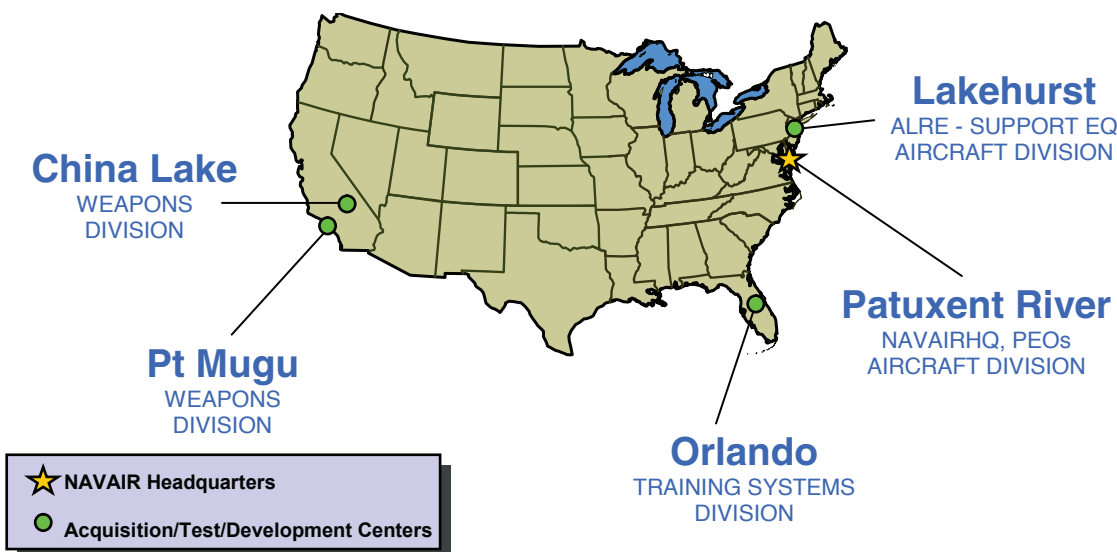 Lakehurst
ALRE - SUPPORT EQ
AIRCRAFT DIVISION
China Lake
WEAPONS
DIVISION
Patuxent River
NAVAIRHQ, PEOs
AIRCRAFT DIVISION
Pt Mugu
WEAPONS
DIVISION
Orlando
TRAINING SYSTEMS
DIVISION
NAVAIR Headquarters
Acquisition/Test/Development Centers